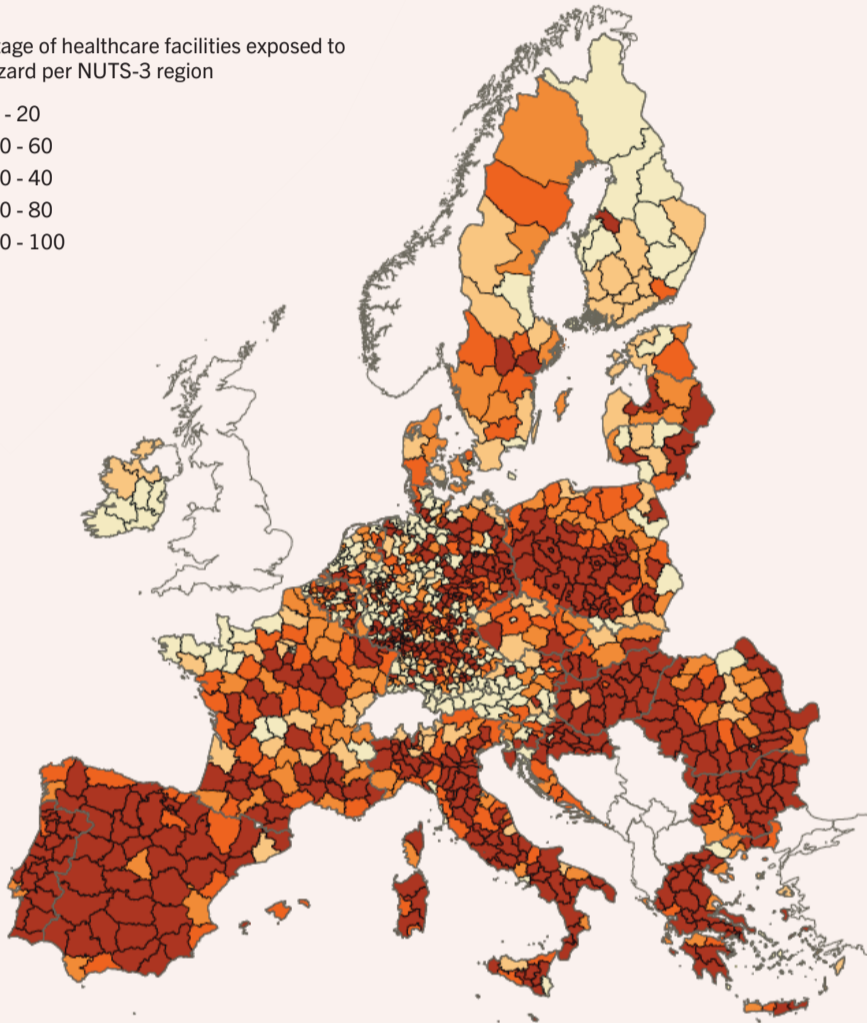 tage of healthcare facilities exposed to
zard per NUTS-3 region
- 20
0 - 60
0 - 40
0 - 80
0 - 100